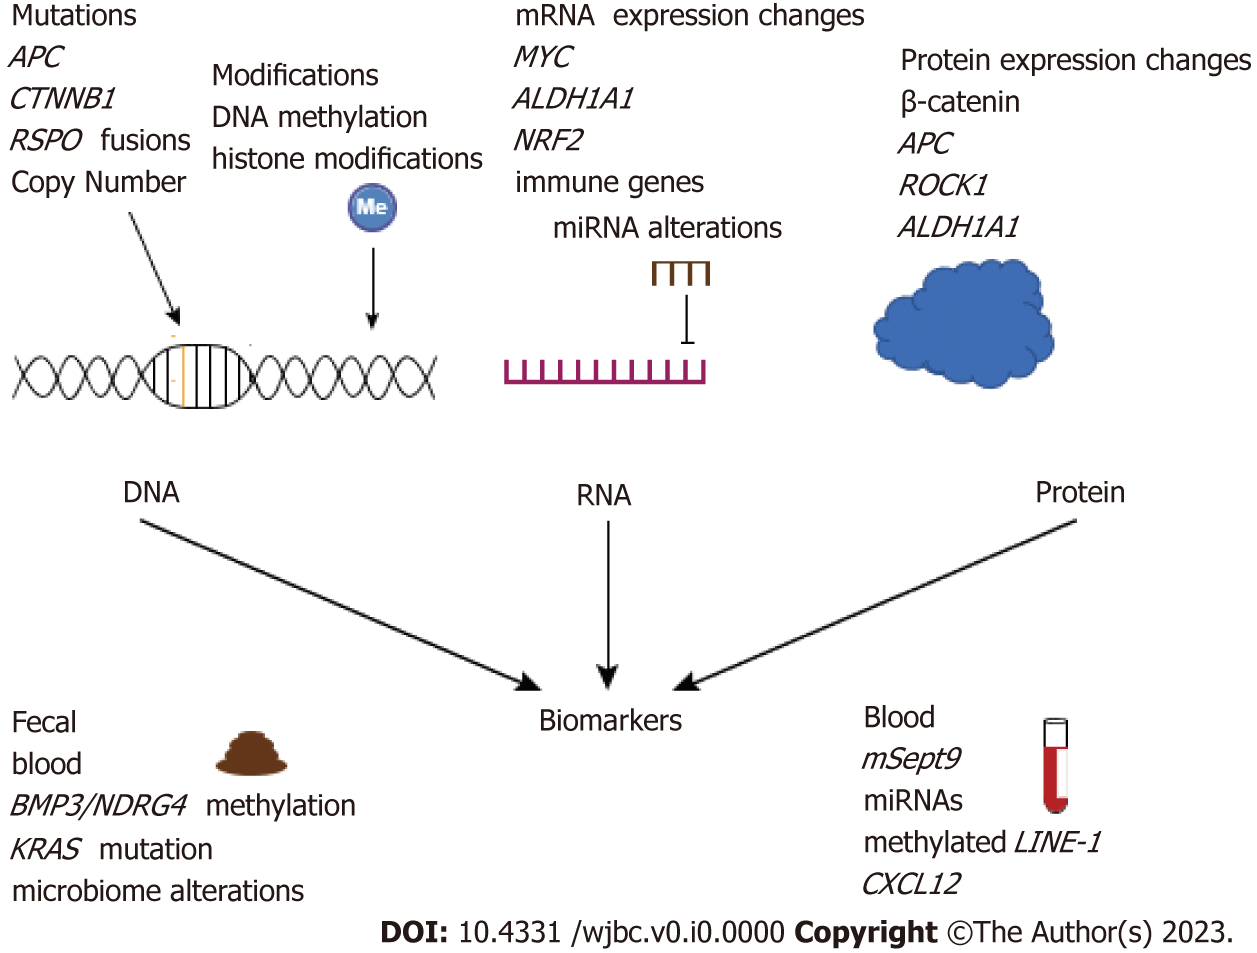 Mutations
APC
CTNNB1
RSPO fusions
Copy Number
Modifications
DNA methylation
histone modifications
Me
mRNA expression changes
MYC
ALDH1A1
NRF2
immune genes
miRNA alterations
Protein expression changes
β-catenin
APC
ROCK1
ALDH1A1
DNA
RNA
Protein
Biomarkers
Fecal
blood
BMP3/NDRG4 methylation
KRAS mutation
microbiome alterations
Blood
mSept9
miRNAs
methylated LINE-1
CXCL12
DOI: 10.4331 /wjbc.v0.i0.0000 Copyright ©The Author(s) 2023.